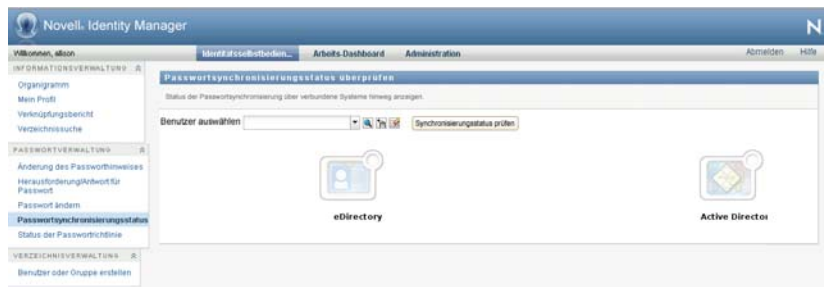 Novell® Identity Manager
N
Willkommen, allison
Identitätsselbstbedien...
Arbeits-Dashboard
Administration
Abmelden
Hilfe
INFORMATIONSVERWALTUNG
Organigramm
Mein Profil
Verknüpfungsbericht
Verzeichnissuche
PASSWORTVERWALTUNG
Änderung des Passworthinweises
Herausforderung/Antwort für
Passwort
Passwort ändern
Passwortsynchronisierungsstatus
Status der Passwortrichtlinie
VERZEICHNISVERWALTUNG
Benutzer oder Gruppe erstellen
Passwortsynchronisierungsstatus überprüfen
Status der Passwortsynchronisierung über verbundene Systeme hinweg anzeigen.
Benutzer auswählen
Synchronisierungsstatus prüfen
eDirectory
Active Director